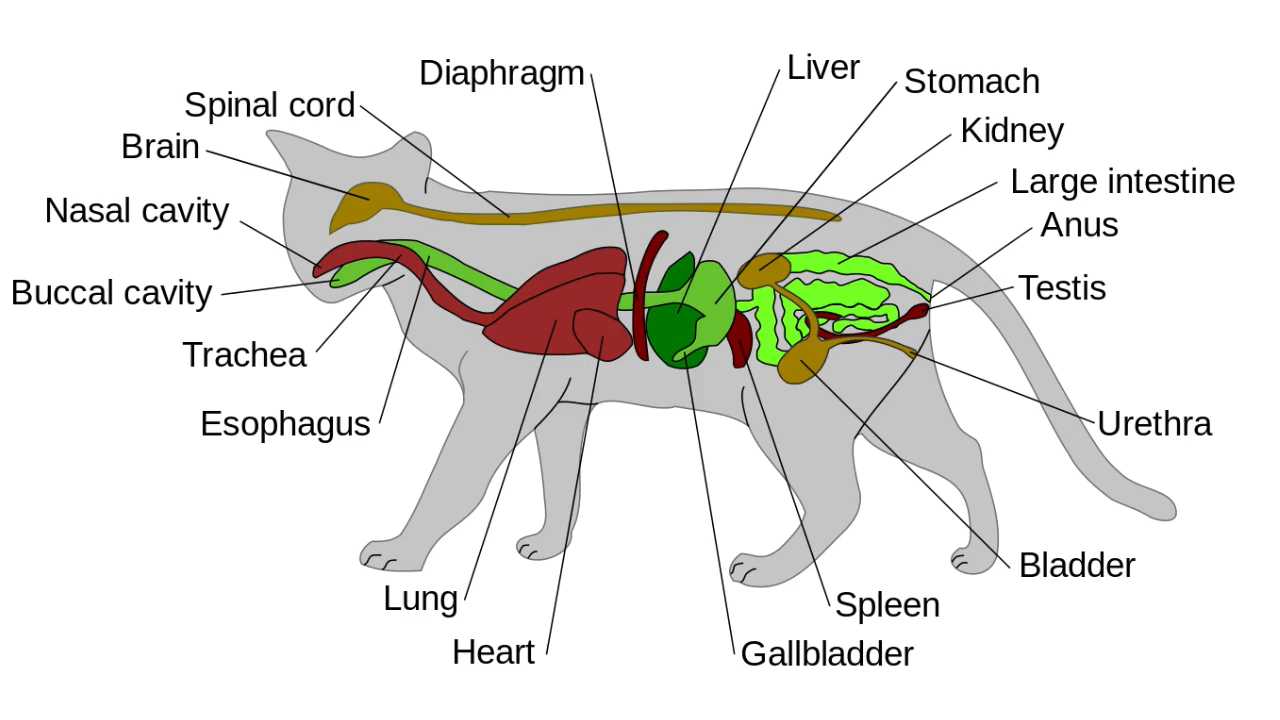 Diaphragm
Liver
Stomach
Spinal cord
Kidney
Brain
Large intestine
Nasal cavity
Anus
Buccal cavity
Testis
Trachea
Esophagus
Urethra
Bladder
Lung
Spleen
Heart
Gallbladder